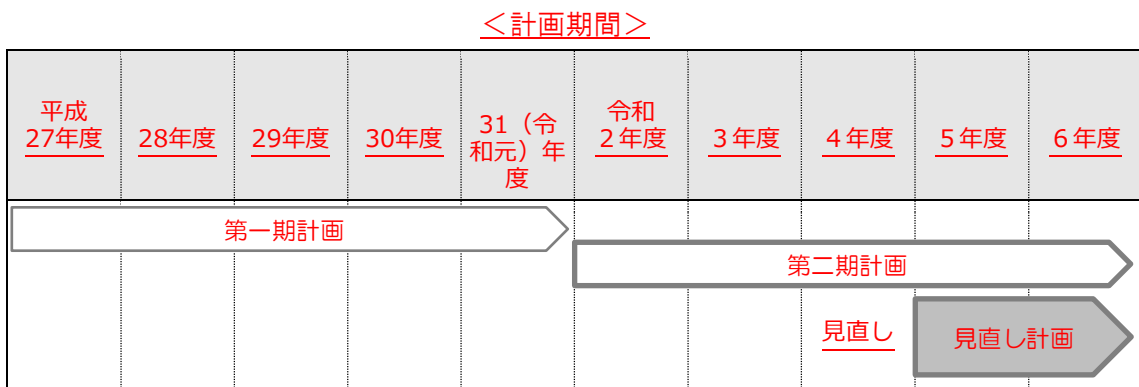 ＜計画期間＞
平成
27年度
28年度
29年度
30年度
31（令
和元）年
度
令和
２年度
３年度
４年度
５年度
６年度
第一期計画
第二期計画
見直し
見直し計画